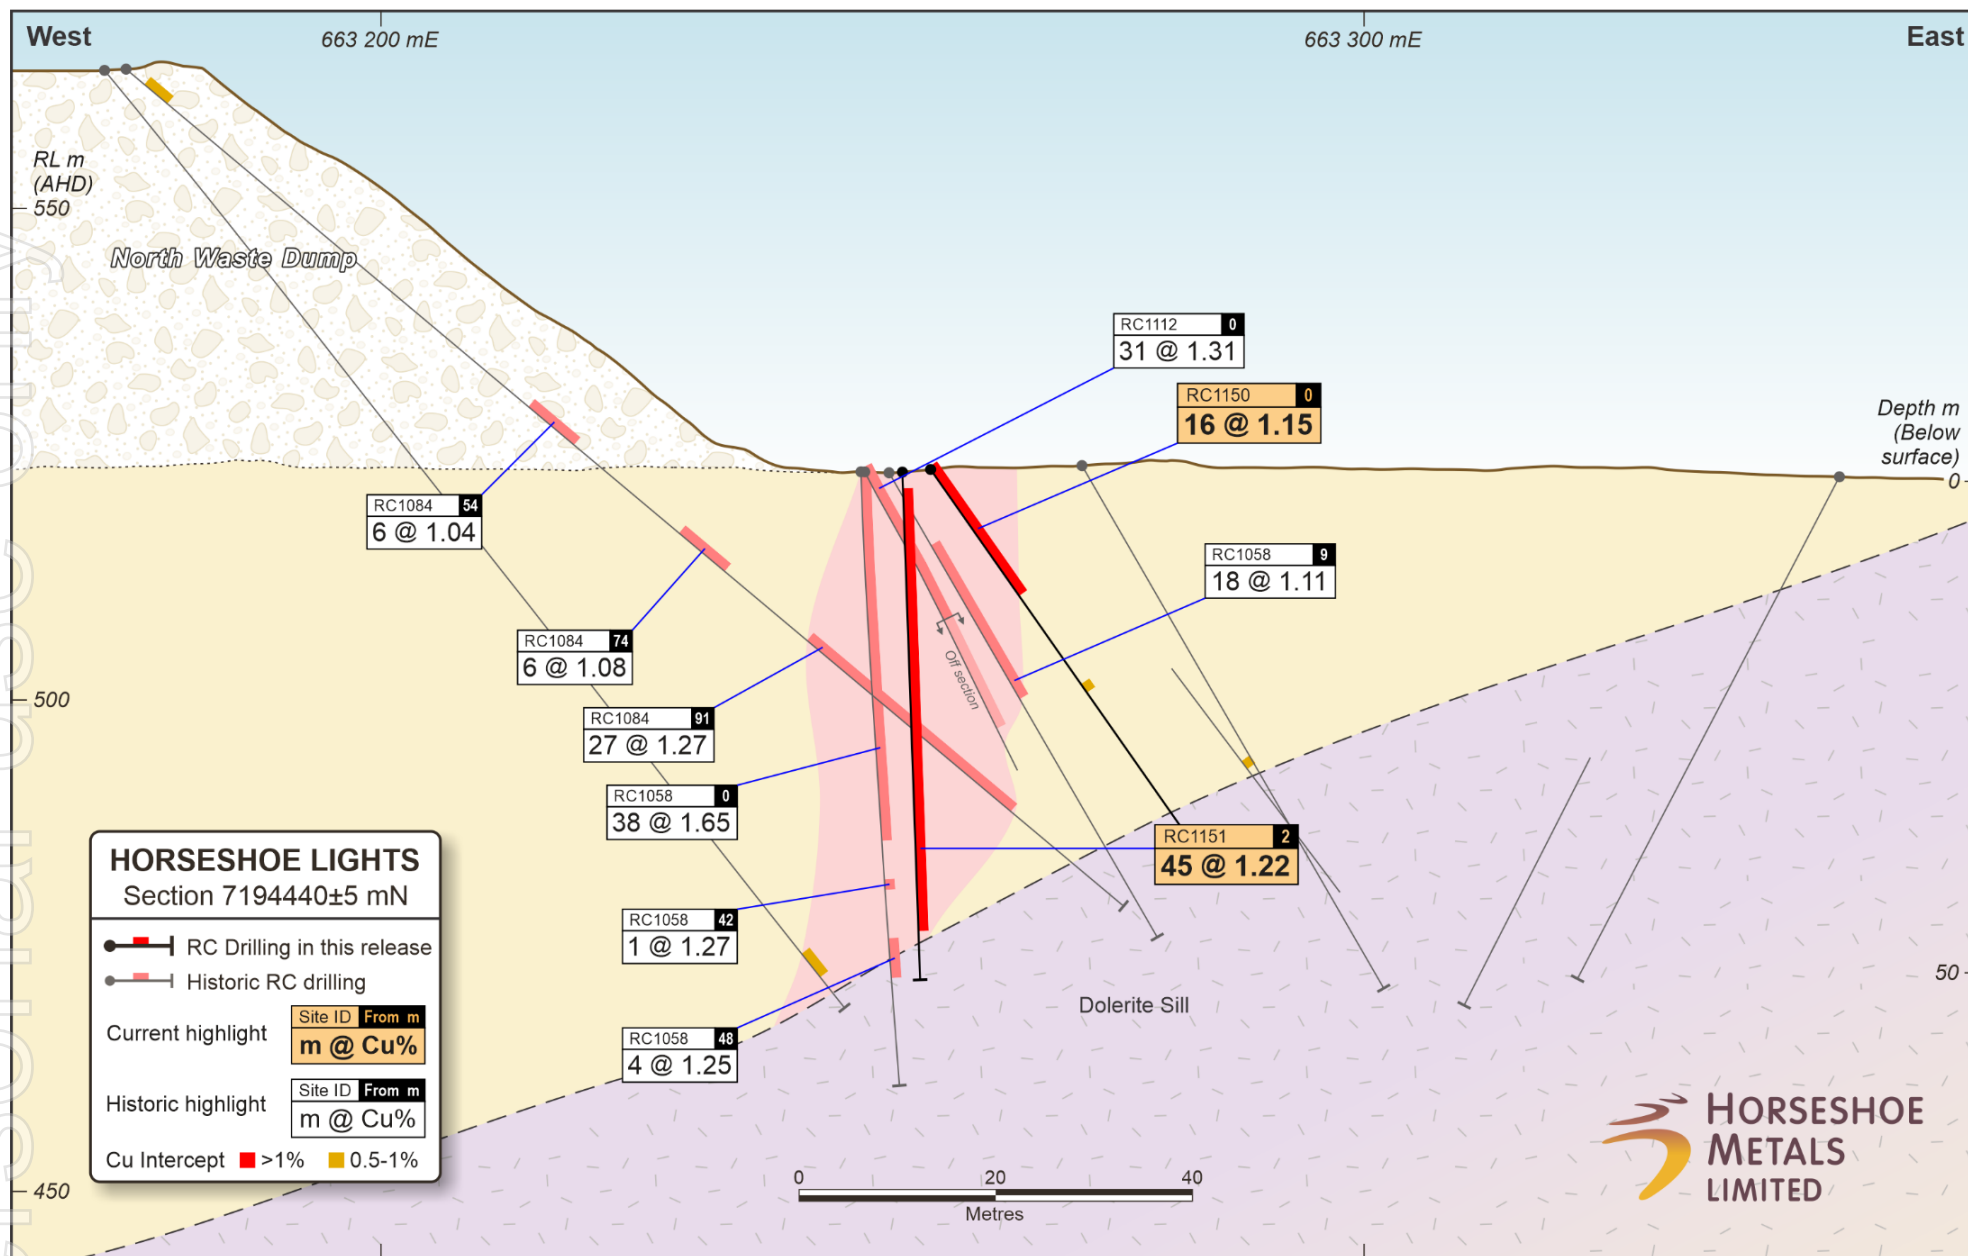 West
663 200 mE
663 300 mE
East
RL m
(AHD)
550
North Waste Dump
RC1112 0
31 @ 1.31
RC1150 0
16 @ 1.15
Depth m
(Below
surface)
0
RC1084 54
6 @ 1.04
RC1058 9
18 @ 1.11
RC1084 74
6 @ 1.08
Off section
500
RC1084 91
27 @ 1.27
RC1058 0
38 @ 1.65
RC1151 2
45 @ 1.22
RC1058 42
1 @ 1.27
50
Dolerite Sill
RC1058 48
4 @ 1.25
HORSESHOE LIGHTS
Section 7194440±5 mN
RC Drilling in this release
Historic RC drilling
Current highlight
Site ID From m
m @ Cu%
Historic highlight
Site ID From m
m @ Cu%
Cu Intercept >1% 0.5-1%
450
0 20 40
Metres
HORSESHOE
METALS
LIMITED